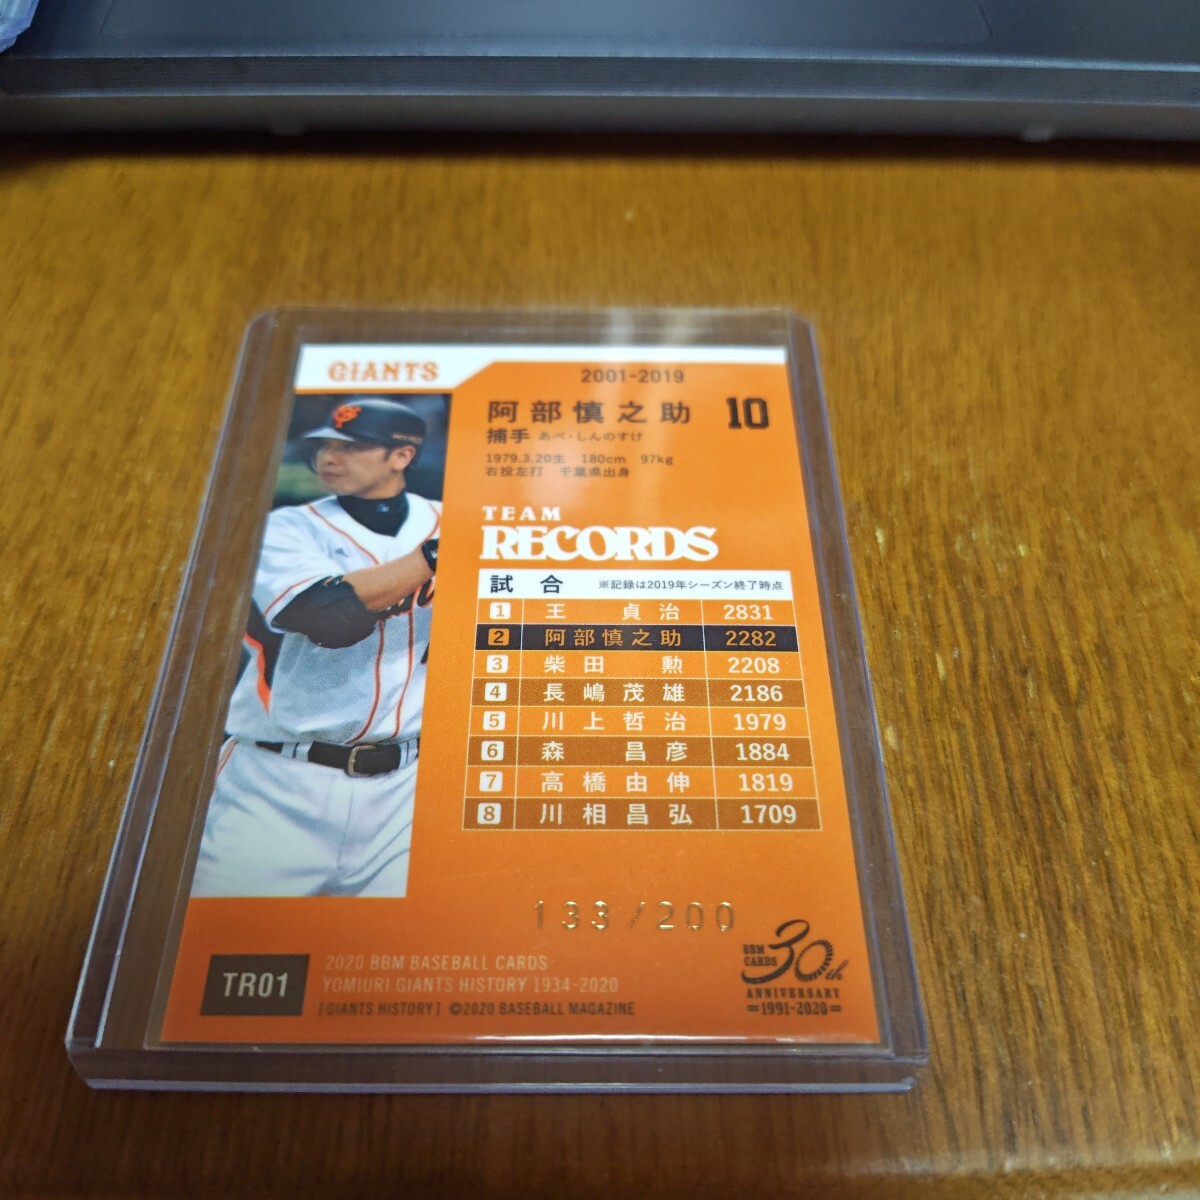 GIANTS
2001-2019
阿部慎之助 10
捕手 あべ・しんのすけ
1979.3.20生 180cm 97kg
右投左打 千葉県出身
TEAM
RECORDS
試合 ※記録は2019年シーズン終了時点
1 王 貞治 2831
2 阿部慎之助 2282
3 柴田 勲 2208
4 長嶋茂雄 2186
5 川上哲治 1979
6 森 昌彦 1884
7 高橋由伸 1819
8 川相昌弘 1709
133/200
TR01
2020 BBM BASEBALL CARDS
YOMIURI GIANTS HISTORY 1934-2020
[GIANTS HISTORY] ©2020 BASEBALL MAGAZINE
BBM
CARDS
30th
ANNIVERSARY
=1991-2020=